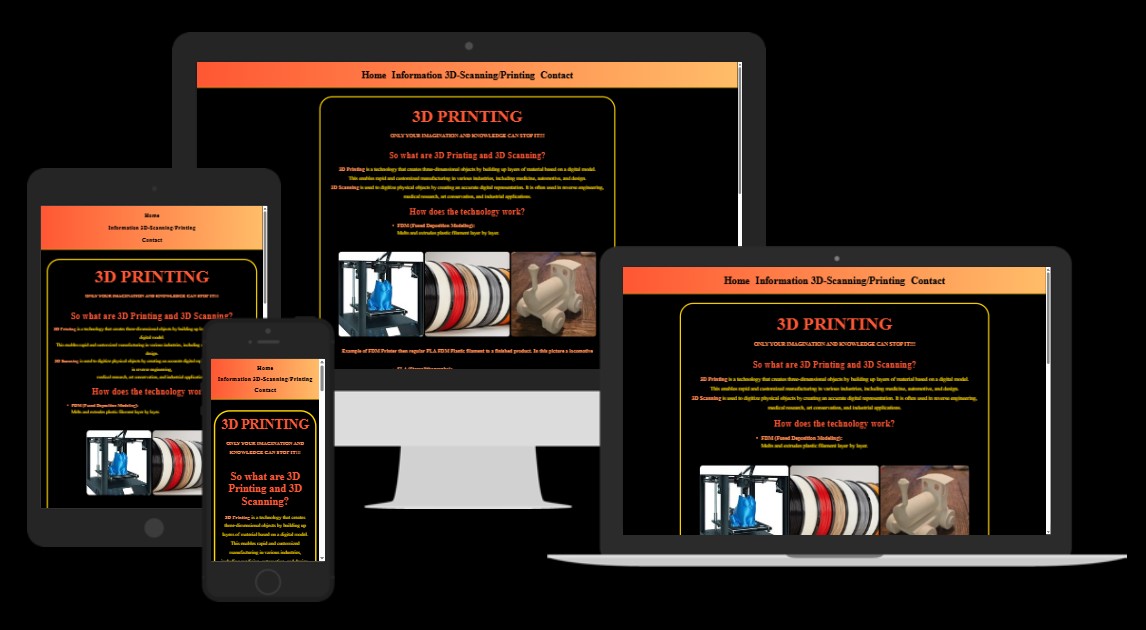 Home Information 3D-Scanning/Printing Contact
3D PRINTING
ONLY YOUR IMAGINATION AND KNOWLEDGE CAN STOP IT!!!
So what are 3D Printing and 3D Scanning?
3D Printing is a technology that creates three-dimensional objects by building up layers of material based on a digital model.
This enables rapid and customized manufacturing in various industries, including medicine, automotive, and design.
3D Scanning is used to digitize physical objects by creating an accurate digital representation. It is often used in reverse engineering,
medical research, art conservation, and industrial applications.
How does the technology work?
• FDM (Fused Deposition Modeling):
Melts and extrudes plastic filament layer by layer.
Example of FDM Printer then regular PLA FDM Plastic filament to a finished product. In this picture a locomotive
Home
Information 3D-Scanning/Printing
Contact
3D PRINTING
ONLY YOUR IMAGINATION AND KNOWLEDGE CAN STOP IT!!!
So what are 3D Printing and 3D Scanning?
3D Printing is a technology that creates three-dimensional objects by building up
digital model.
This enables rapid and customized manufacturing in various industries, including
design.
3D Scanning is used to digitize physical objects by creating an accurate digital
in reverse engineering,
medical research, art conservation, and industrial
How does the technology
• FDM (Fused Deposition Modeling):
Melts and extrudes plastic filament layer by layer.
Home
Information 3D-Scanning/Printing
Contact
3D PRINTING
ONLY YOUR IMAGINATION AND
KNOWLEDGE CAN STOP IT!!!
So what are 3D
Printing and 3D
Scanning?
3D Printing is a technology that creates
three-dimensional objects by building up
layers of material based on a digital model.
This enables rapid and customized
manufacturing in various industries,
Home Information 3D-Scanning/Printing Contact
3D PRINTING
ONLY YOUR IMAGINATION AND KNOWLEDGE CAN STOP IT!!!
So what are 3D Printing and 3D Scanning?
3D Printing is a technology that creates three-dimensional objects by building up layers of material based on a digital model.
This enables rapid and customized manufacturing in various industries, including medicine, automotive, and design.
3D Scanning is used to digitize physical objects by creating an accurate digital representation. It is often used in reverse engineering,
medical research, art conservation, and industrial applications.
How does the technology work?
• FDM (Fused Deposition Modeling):
Melts and extrudes plastic filament layer by layer.